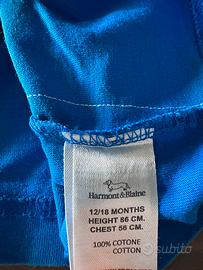 Harmont&Blaine
12/18 MONTHS
HEIGHT 86 CM.
CHEST 56 CM.
100% COTONE
COTTON
subito